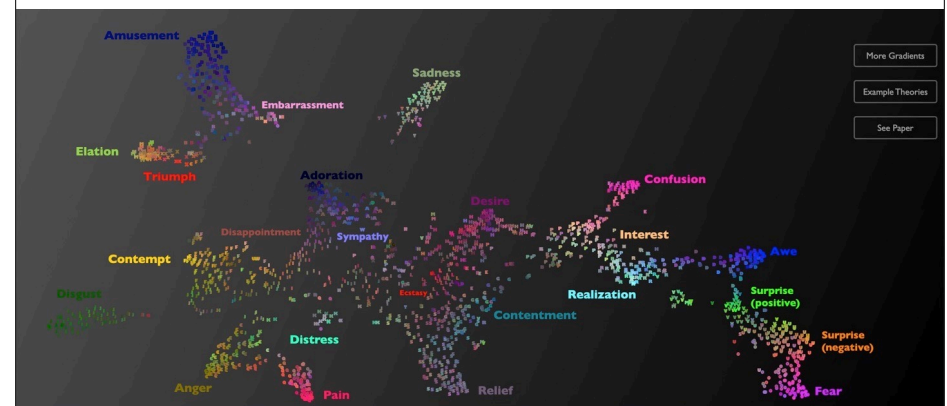 Amusement
Sadness
More Gradients
Example Theories
See Paper
Embarrassment
Elation
Triumph
Adoration
Confusion
Desire
Disappointment
Sympathy
Interest
Contempt
Awe
Ecstasy
Disgust
Realization
Surprise
(positive)
Contentment
Distress
Surprise
(negative)
Anger
Pain
Relief
Fear